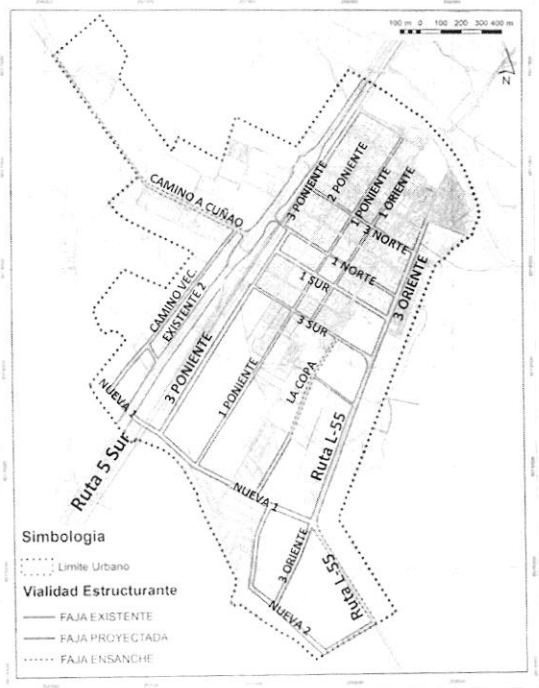 100 m 0 100 200 300 400 m
N
CAMINO A CUÑAO
3 PONIENTE
2 PONIENTE
1 PONIENTE
1 ORIENTE
3 NORTE
1 NORTE
3 ORIENTE
1 SUR
3 SUR
CAMINO VEC.
EXISTENTE 2
3 PONIENTE
1 PONIENTE
LA COPA
NUEVA 1
Ruta 5 Sur
Ruta L-55
NUEVA 1
3 ORIENTE
Ruta L-55
NUEVA 2
Simbologia
Limite Urbano
Vialidad Estructurante
FAJA EXISTENTE
FAJA PROYECTADA
FAJA ENSANCHE